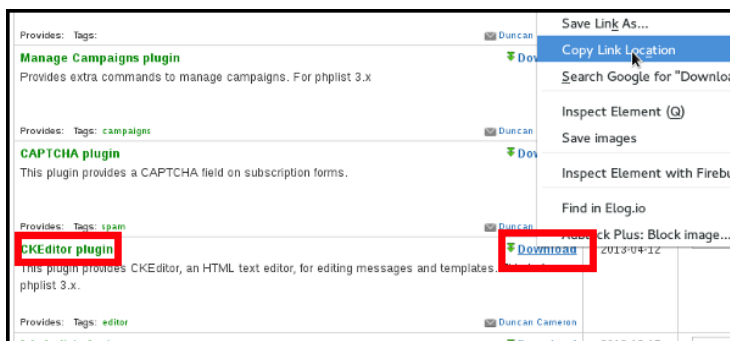 Save Link As...
Provides: Tags: Duncan
Manage Campaigns plugin
Copy Link Location
Provides extra commands to manage campaigns. For phplist 3.x
Search Google for "Downloa
Inspect Element (Q)
Provides: Tags: campaigns Duncan
Save images
CAPTCHA plugin
This plugin provides a CAPTCHA field on subscription forms.
Inspect Element with Firebu
Find in Elog.io
Provides: Tags: spam Duncan
Plus: Block image...
CKEditor plugin Download 2013-04-12
This plugin provides CKEditor, an HTML text editor, for editing messages and templates.
phplist 3.x.
Provides: Tags: editor Duncan Cameron